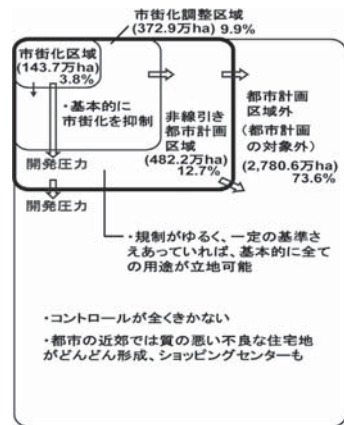 市街化調整区域
(372.9万ha) 9.9%
市街化区域
(143.7万ha)
3.8%
・基本的に
市街化を抑制
非線引き
都市計画
区域
(482.2万ha)
12.7%
都市計画
区域外
(都市計画
の対象外)
(2,780.6万ha)
73.6%
開発圧力
開発圧力
・規制がゆるく、一定の基準さ
えあっていれば、基本的に全て
の用途が立地可能
・コントロールが全くきかない
・都市の近郊では質の悪い不良な住宅地
がどんどん形成、ショッピングセンターも